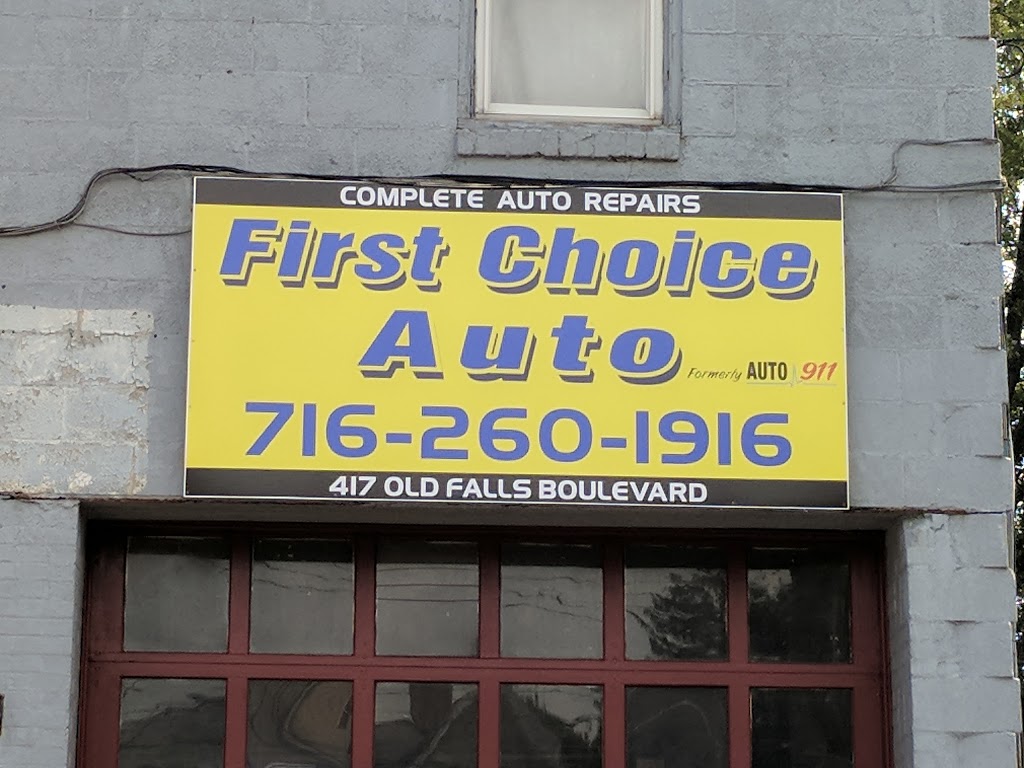 COMPLETE AUTO REPAIRS
First Choice
Auto
Formerly AUTO 911
716-260-1916
417 OLD FALLS BOULEVARD